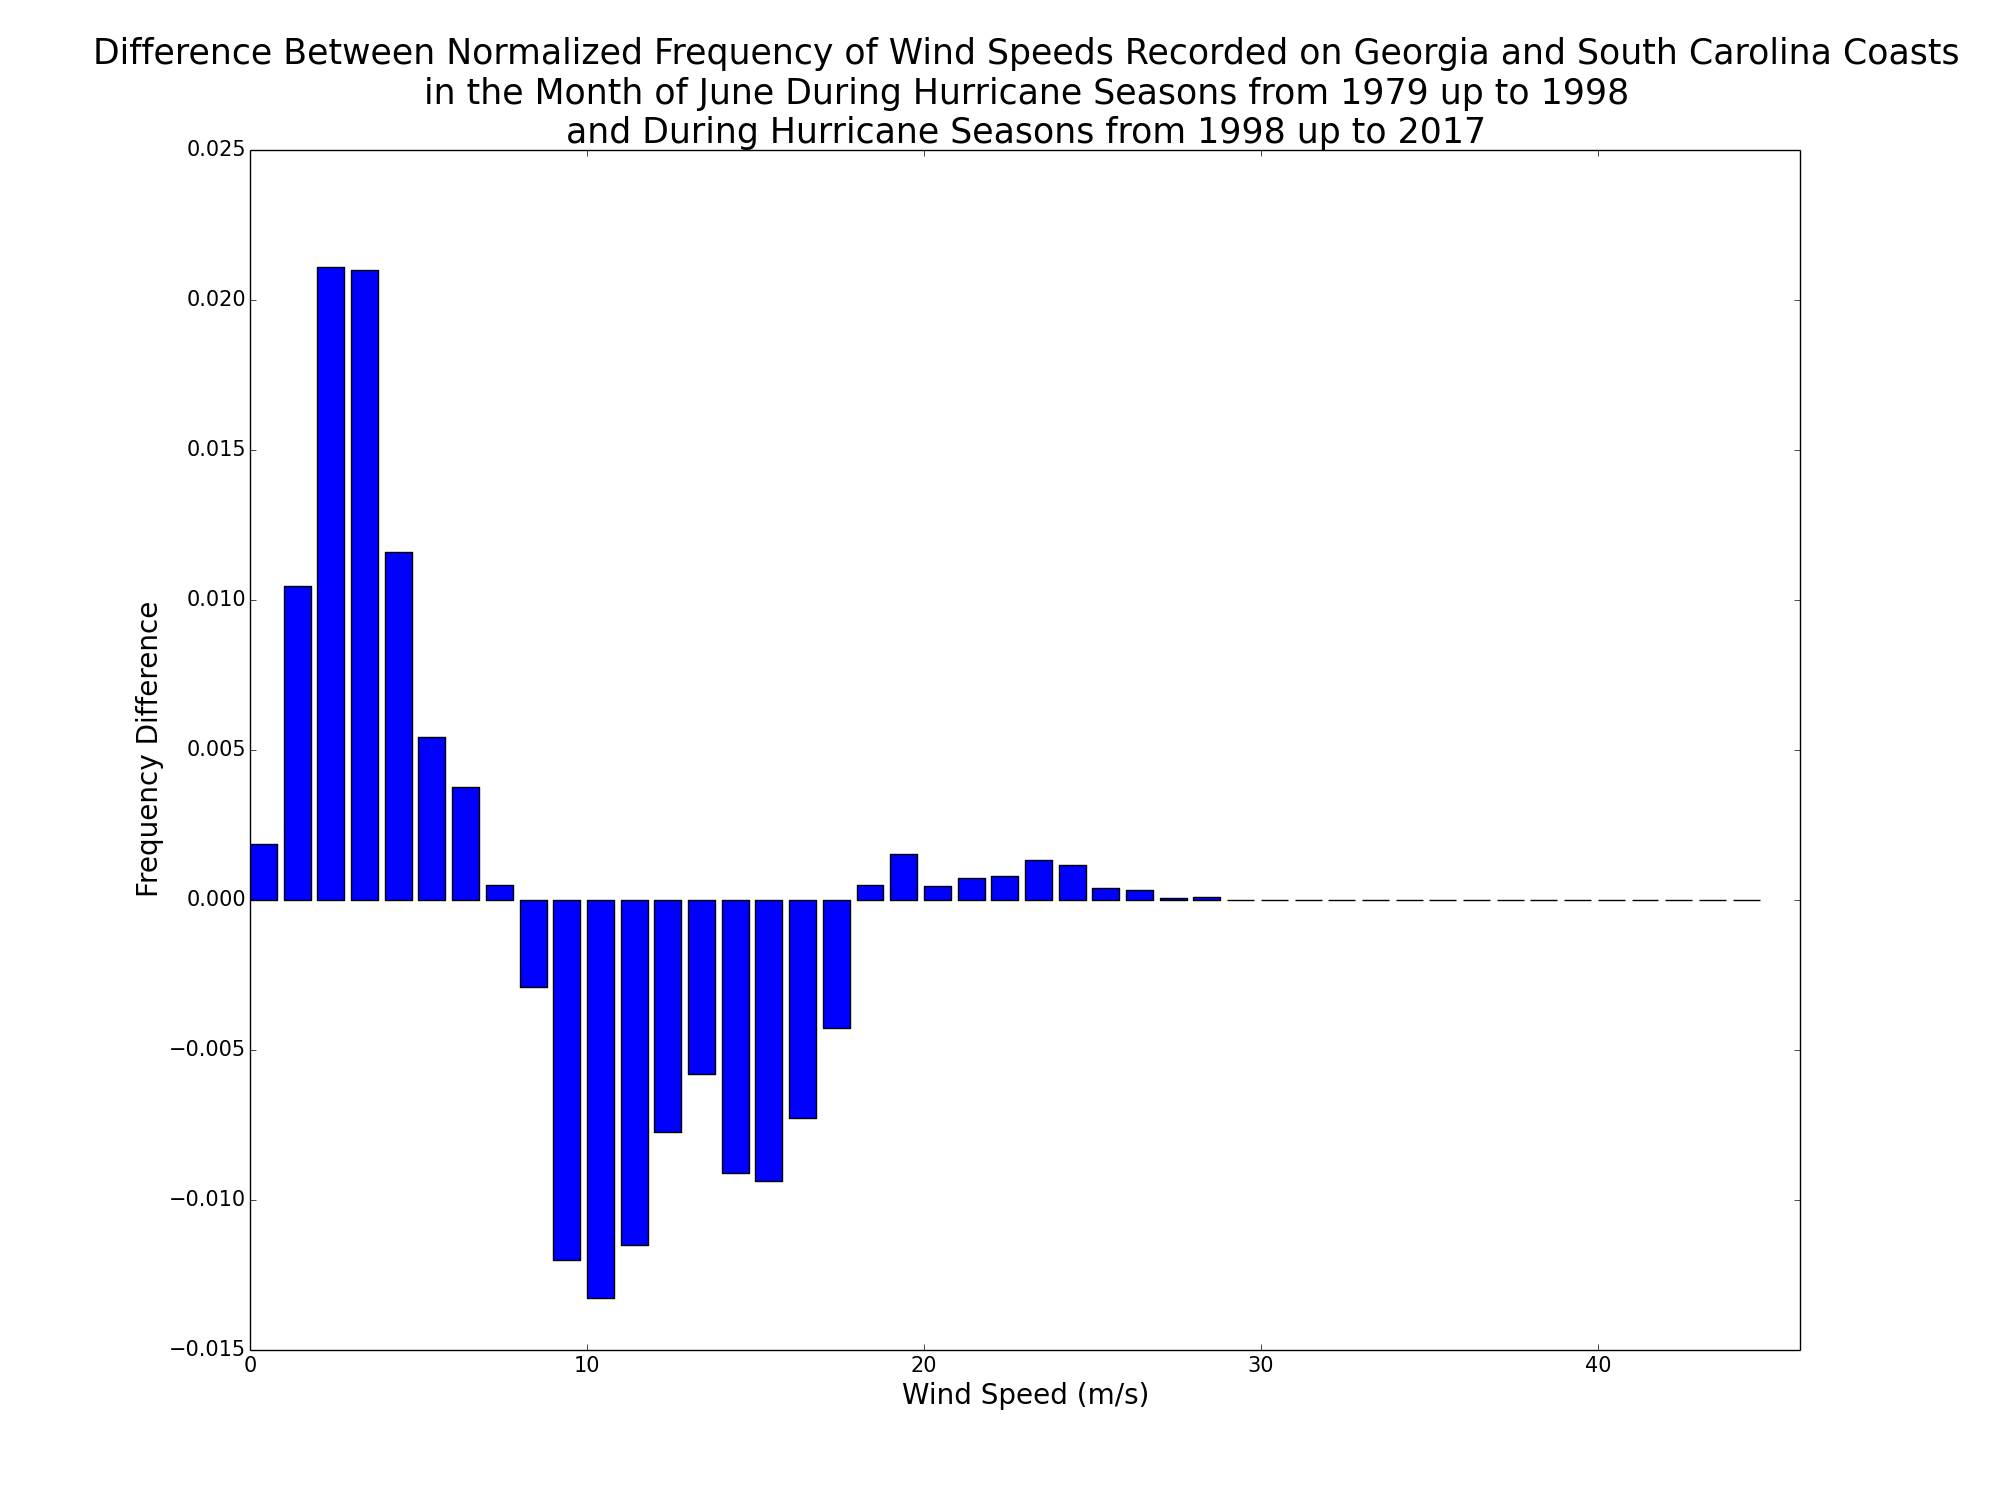 Difference Between Normalized Frequency of Wind Speeds Recorded on Georgia and South Carolina Coasts
in the Month of June During Hurricane Seasons from 1979 up to 1998
and During Hurricane Seasons from 1998 up to 2017
0.025
0.020
0.015
0.010
0.005
0.000
−0.005
−0.010
−0.015
Frequency Difference
0 10 20 30 40
Wind Speed (m/s)